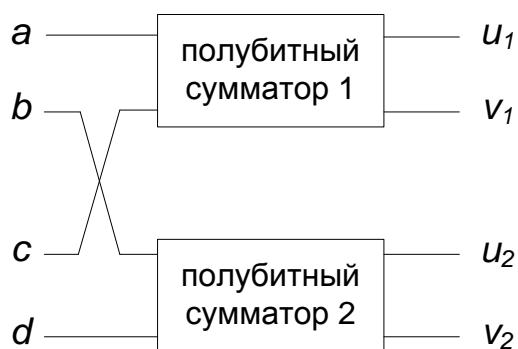 a
полубитный
сумматор 1
u₁
b
v₁
c
полубитный
сумматор 2
u₂
d
v₂